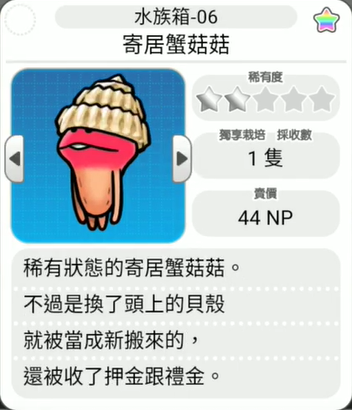 水族箱-06
寄居蟹菇菇
稀有度
獨享栽培 採收數
1 隻
賣價
44 NP
稀有狀態的寄居蟹菇菇。
不過是換了頭上的貝殼
就被當成新搬來的，
還被收了押金跟禮金。